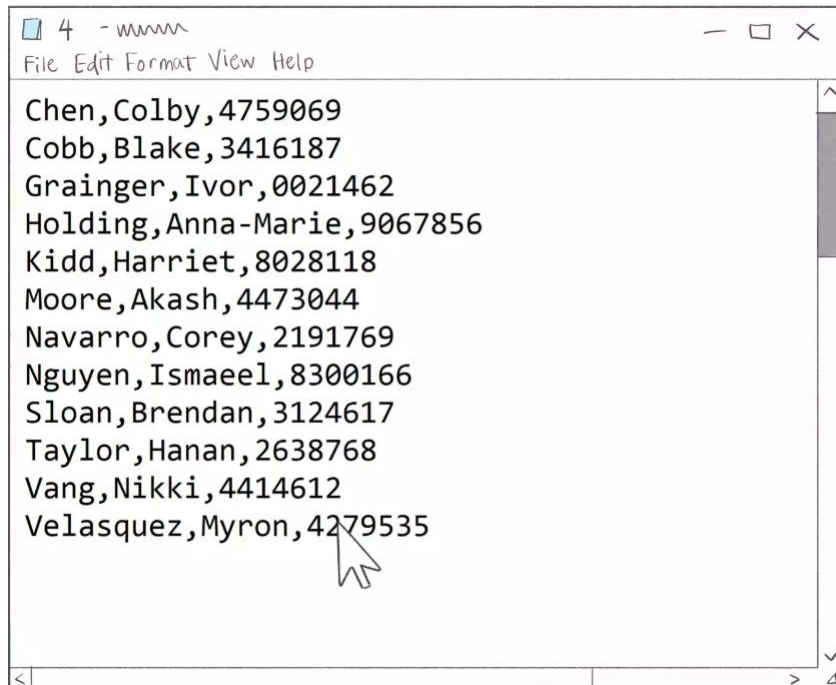 4 -
File Edit Format View Help
Chen,Colby,4759069
Cobb,Blake,3416187
Grainger,Ivor,0021462
Holding,Anna-Marie,9067856
Kidd,Harriet,8028118
Moore,Akash,4473044
Navarro,Corey,2191769
Nguyen,Ismaeel,8300166
Sloan,Brendan,3124617
Taylor,Hanan,2638768
Vang,Nikki,4414612
Velasquez,Myron,4279535